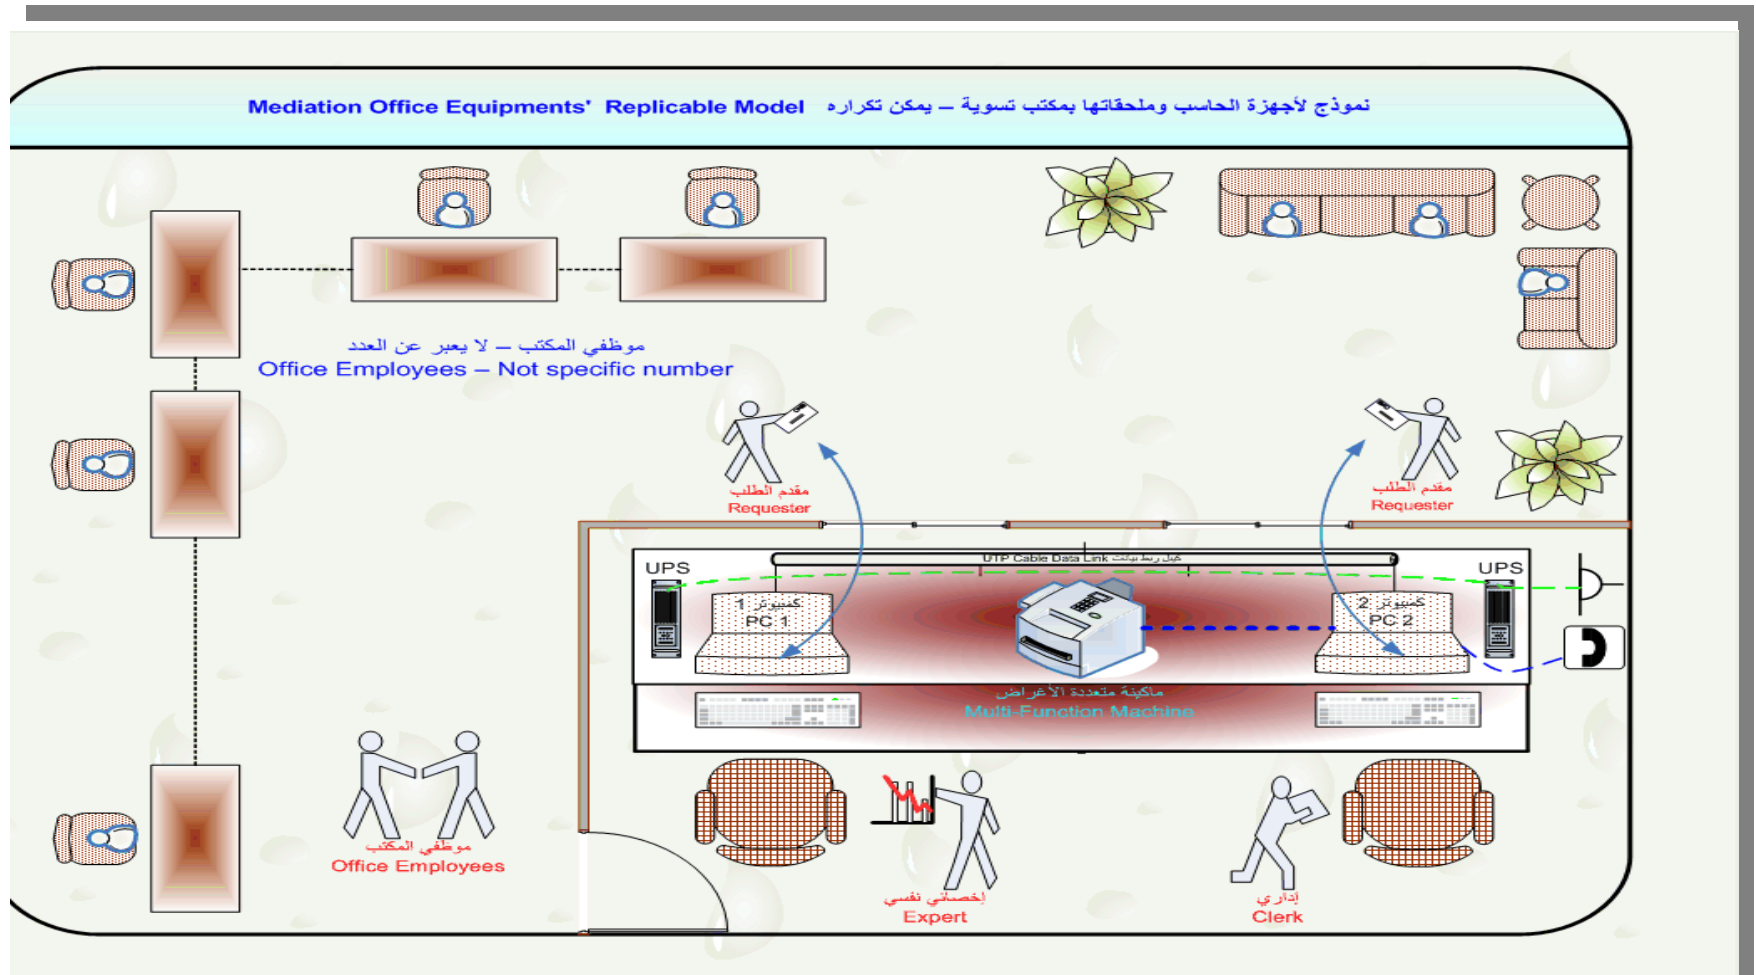 Mediation Office Equipments' Replicable Model نموذج لأجهزة الحاسب وملحقاتها بمكتب تسوية – يمكن تكراره
موظفي المكتب – لا يعبر عن العدد
Office Employees – Not specific number
مقدم الطلب
Requester
مقدم الطلب
Requester
UTP Cable Data Link كيبل ربط بيانات
UPS
UPS
كمبيوتر 1
PC 1
كمبيوتر 2
PC 2
ماكينة متعددة الأغراض
Multi-Function Machine
موظفي المكتب
Office Employees
إخصائي نفسي
Expert
إداري
Clerk